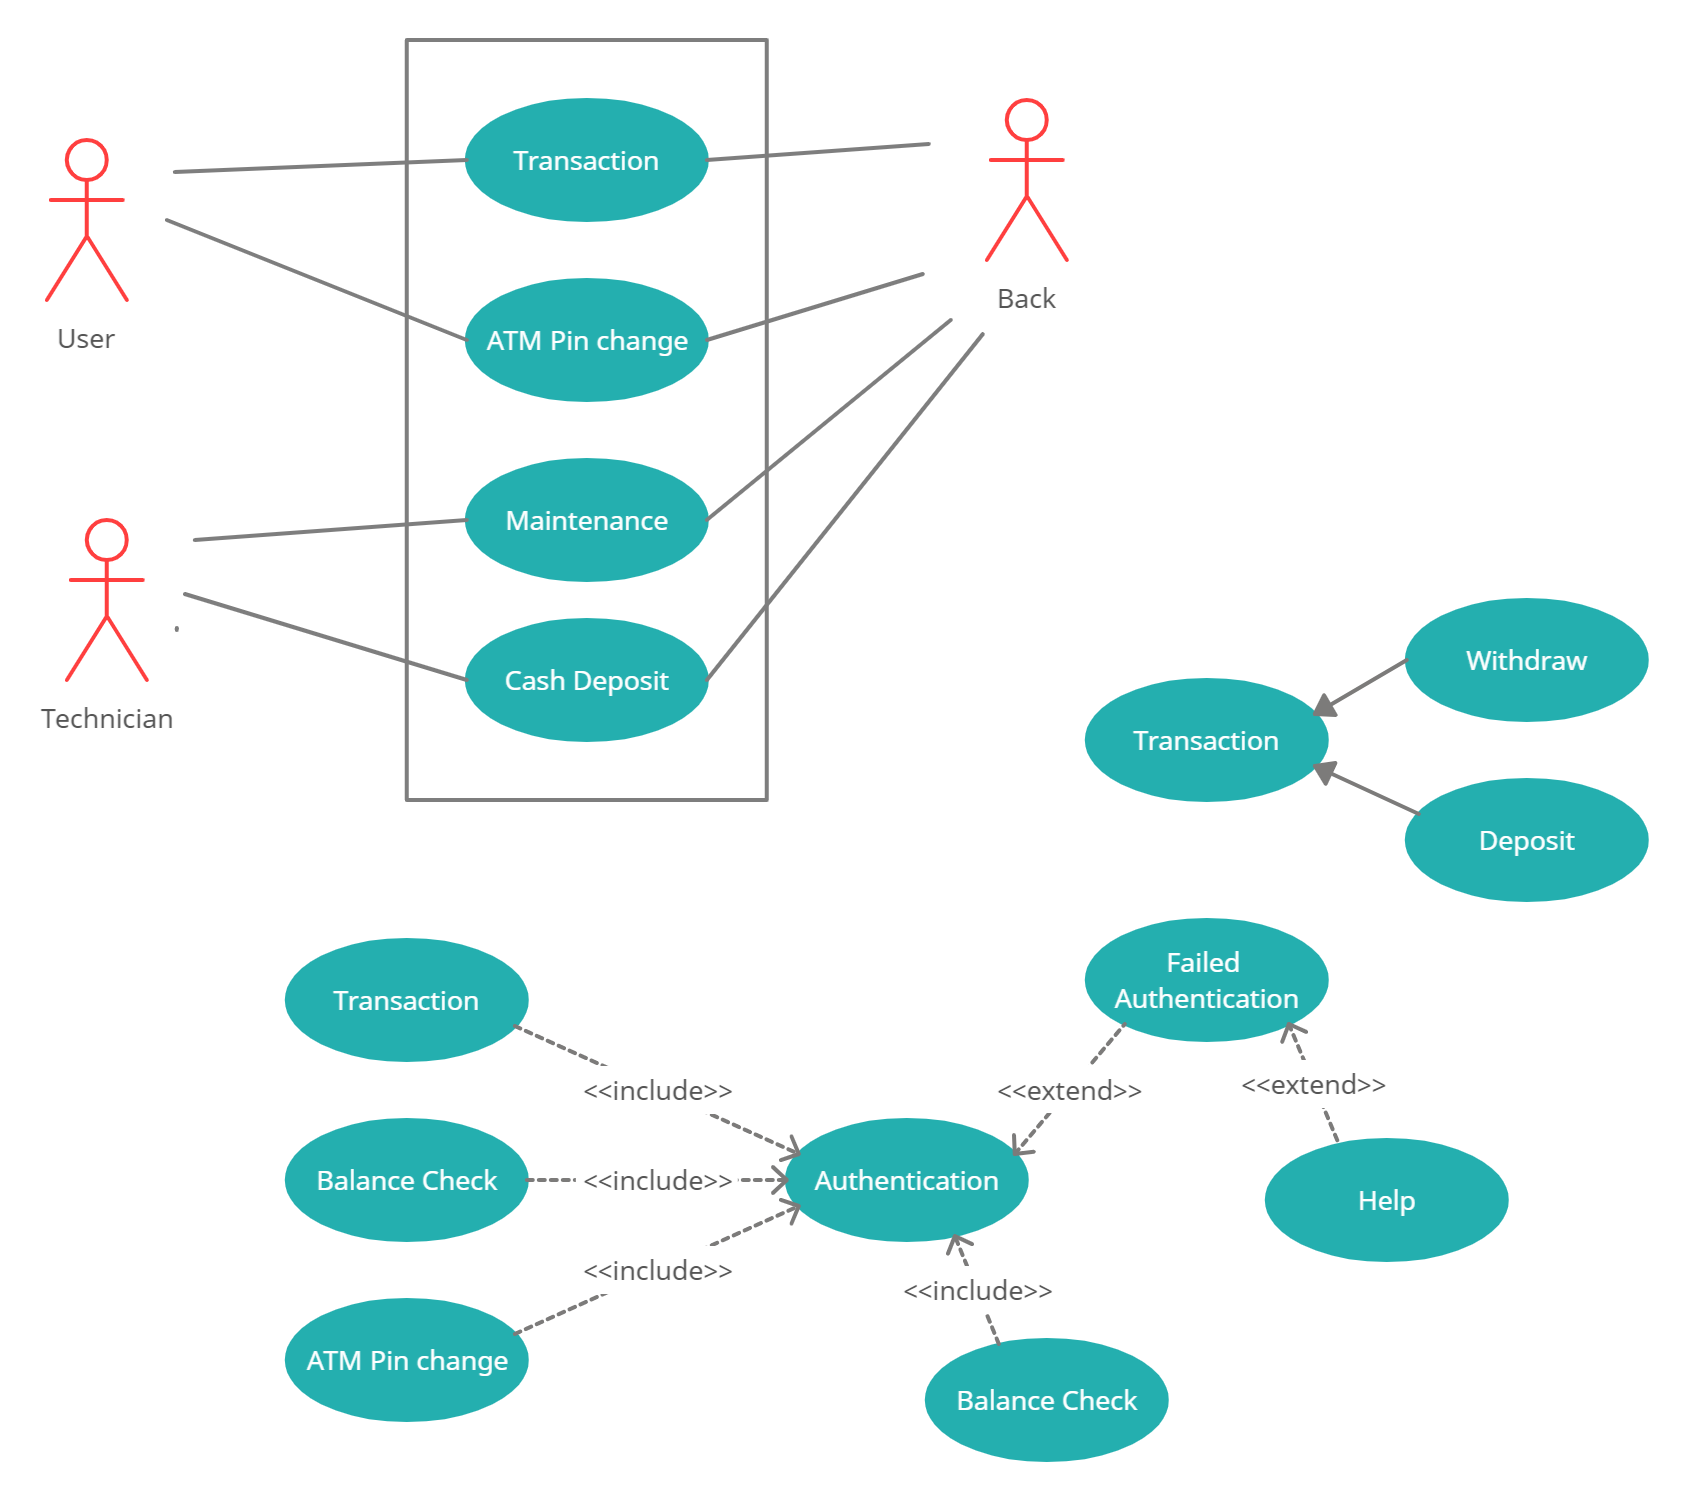 Transaction
User
ATM Pin change
Back
Maintenance
Technician
Cash Deposit
Withdraw
Transaction
Deposit
Failed
Authentication
Transaction
<<include>>
<<extend>>
<<extend>>
Balance Check
<<include>>
Authentication
Help
<<include>>
<<include>>
ATM Pin change
Balance Check